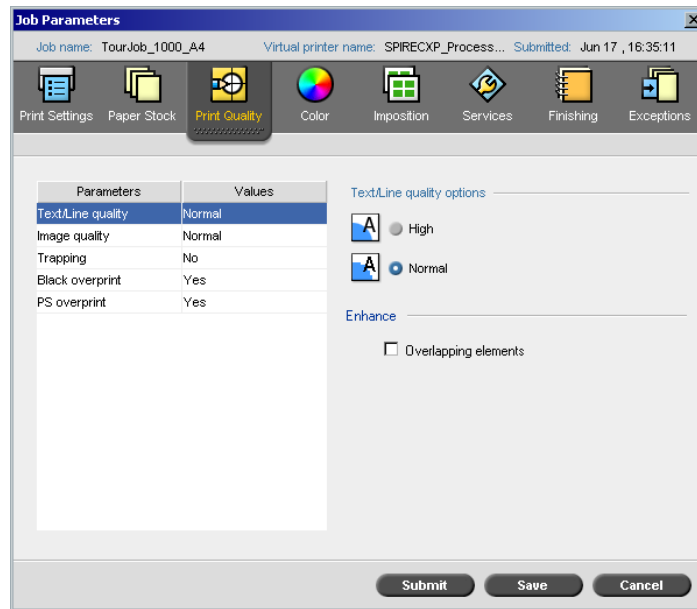 Job Parameters
Job name: TourJob_1000_A4 Virtual printer name: SPIRECXP_Process... Submitted: Jun 17 , 16:35:11
Print Settings Paper Stock Print Quality Color Imposition Services Finishing Exceptions
Parameters Values
Text/Line quality Normal
Image quality Normal
Trapping No
Black overprint Yes
PS overprint Yes
Text/Line quality options
A High
A Normal
Enhance
Overlapping elements
Submit Save Cancel